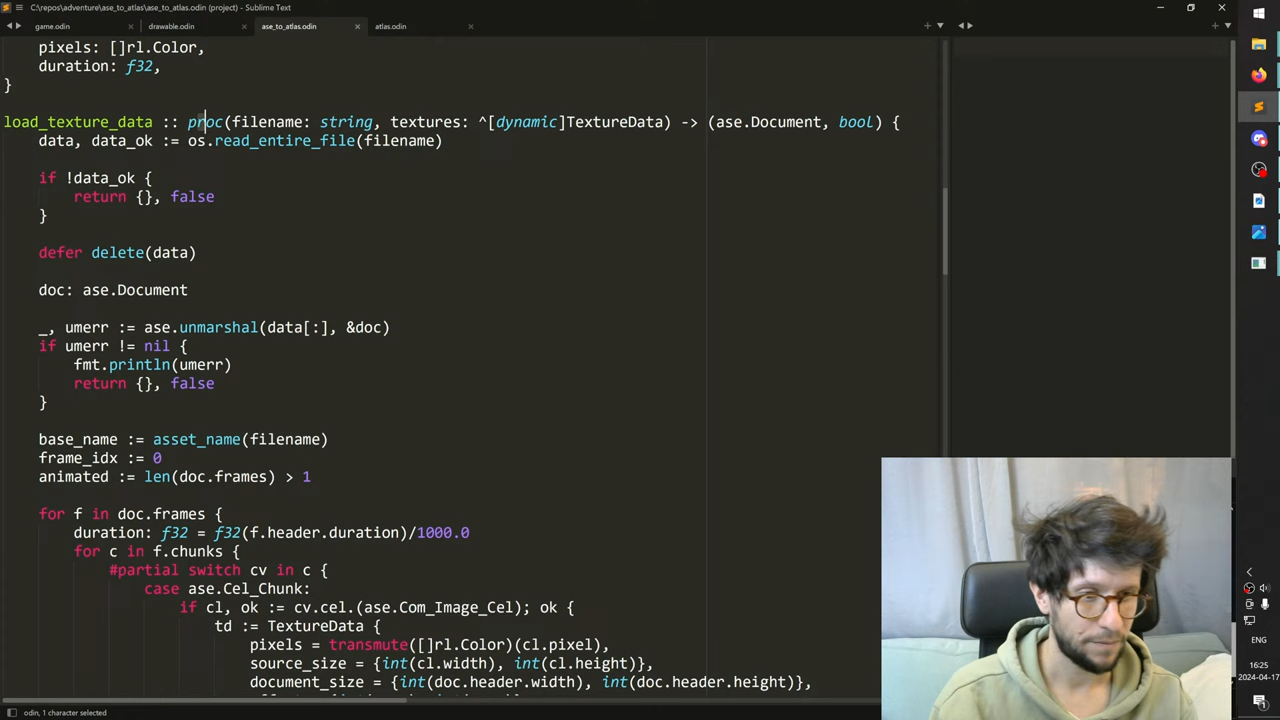 C:\repos\adventure\ase_to_atlas\ase_to_atlas.odin (project) - Sublime Text
game.odin drawable.odin ase_to_atlas.odin atlas.odin
pixels: []rl.Color,
duration: f32,
}
load_texture_data :: proc(filename: string, textures: ^[dynamic]TextureData) -> (ase.Document, bool) {
data, data_ok := os.read_entire_file(filename)
if !data_ok {
return {}, false
}
defer delete(data)
doc: ase.Document
_, umerr := ase.unmarshal(data[:], &doc)
if umerr != nil {
fmt.println(umerr)
return {}, false
}
base_name := asset_name(filename)
frame_idx := 0
animated := len(doc.frames) > 1
for f in doc.frames {
duration: f32 = f32(f.header.duration)/1000.0
for c in f.chunks {
#partial switch cv in c {
case ase.Cel_Chunk:
if cl, ok := cv.cel.(ase.Com_Image_Cel); ok {
td := TextureData {
pixels = transmute([]rl.Color)(cl.pixel),
source_size = {int(cl.width), int(cl.height)},
document_size = {int(doc.header.width), int(doc.header.height)},
ENG
16:25
2024-04-17
odin, 1 character selected